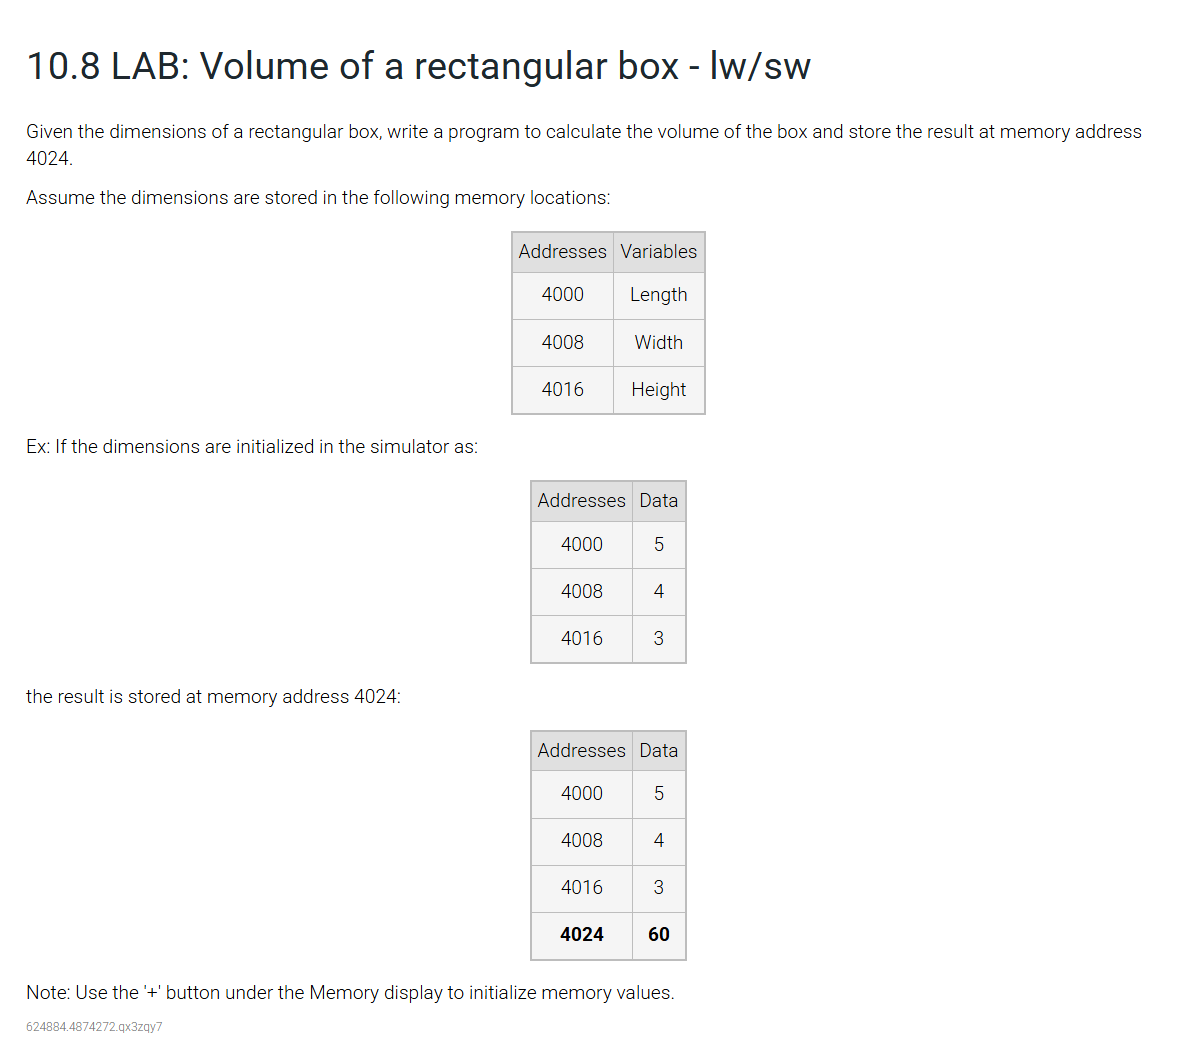 10.8 LAB: Volume of a rectangular box - lw/sw
Given the dimensions of a rectangular box, write a program to calculate the volume of the box and store the result at memory address
4024.
Assume the dimensions are stored in the following memory locations:
Addresses Variables
4000 Length
4008 Width
4016 Height
Ex: If the dimensions are initialized in the simulator as:
Addresses Data
4000 5
4008 4
4016 3
the result is stored at memory address 4024:
Addresses Data
4000 5
4008 4
4016 3
4024 60
Note: Use the '+' button under the Memory display to initialize memory values.
624884.4874272.qx3zqy7